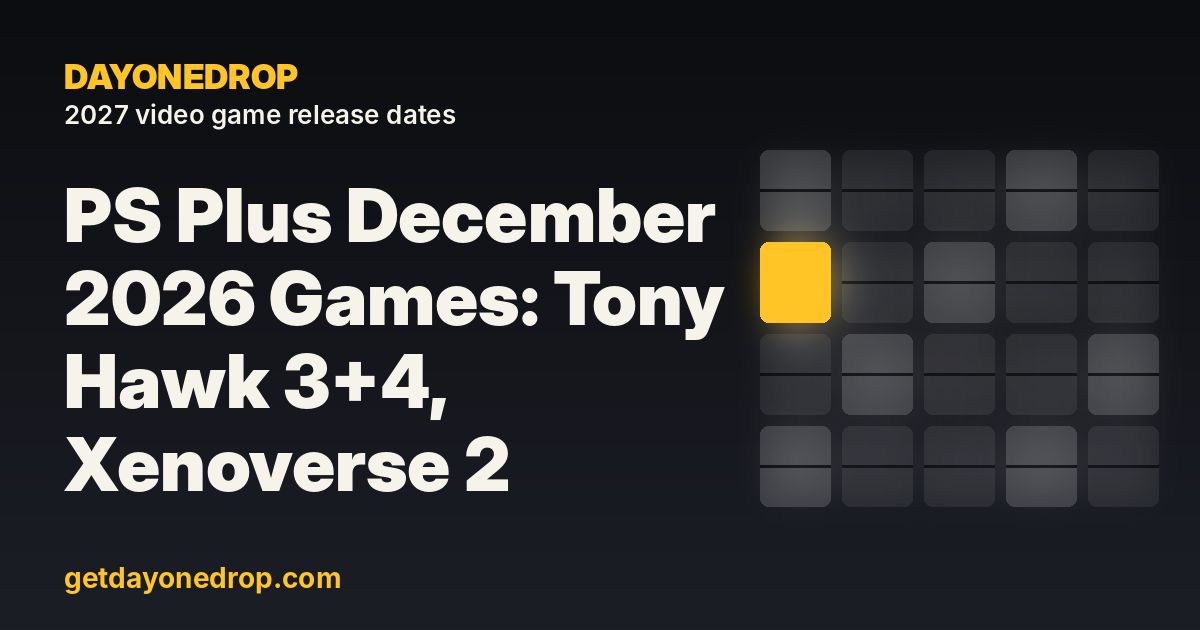 DAYONEDROP
2027 video game release dates
PS Plus December
2026 Games: Tony
Hawk 3+4,
Xenoverse 2
getdayonedrop.com